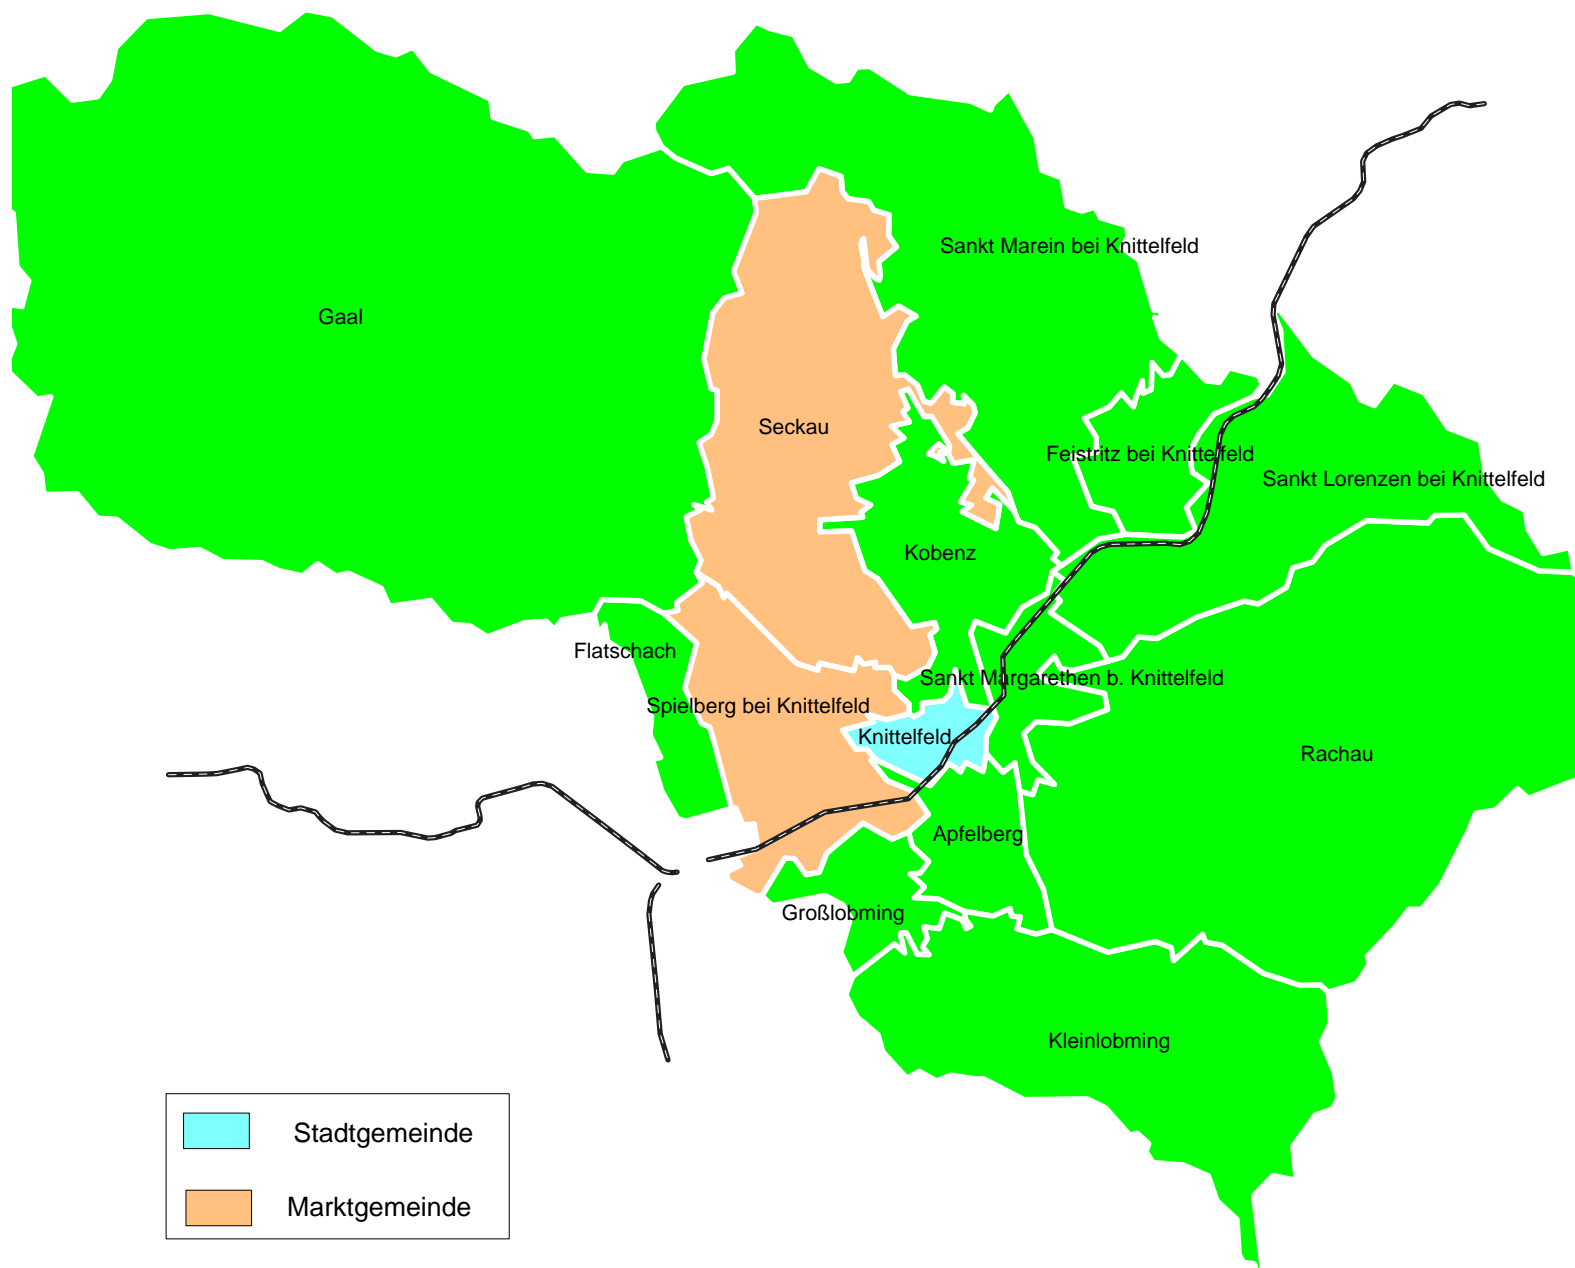 Sankt Marein bei Knittelfeld
Gaal
Seckau
Feistritz bei Knittelfeld
Sankt Lorenzen bei Knittelfeld
Kobenz
Flatschach
Sankt Margarethen b. Knittelfeld
Spielberg bei Knittelfeld
Knittelfeld
Rachau
Apfelberg
Großlobming
Kleinlobming
Stadtgemeinde
Marktgemeinde